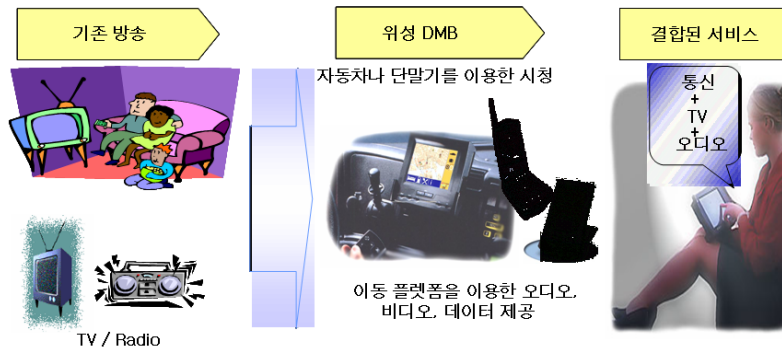 기존 방송
위성 DMB
결합된 서비스
자동차나 단말기를 이용한 시청
통신
+
TV
+
오디오
이동 플렛폼을 이용한 오디오,
비디오, 데이터 제공
TV / Radio